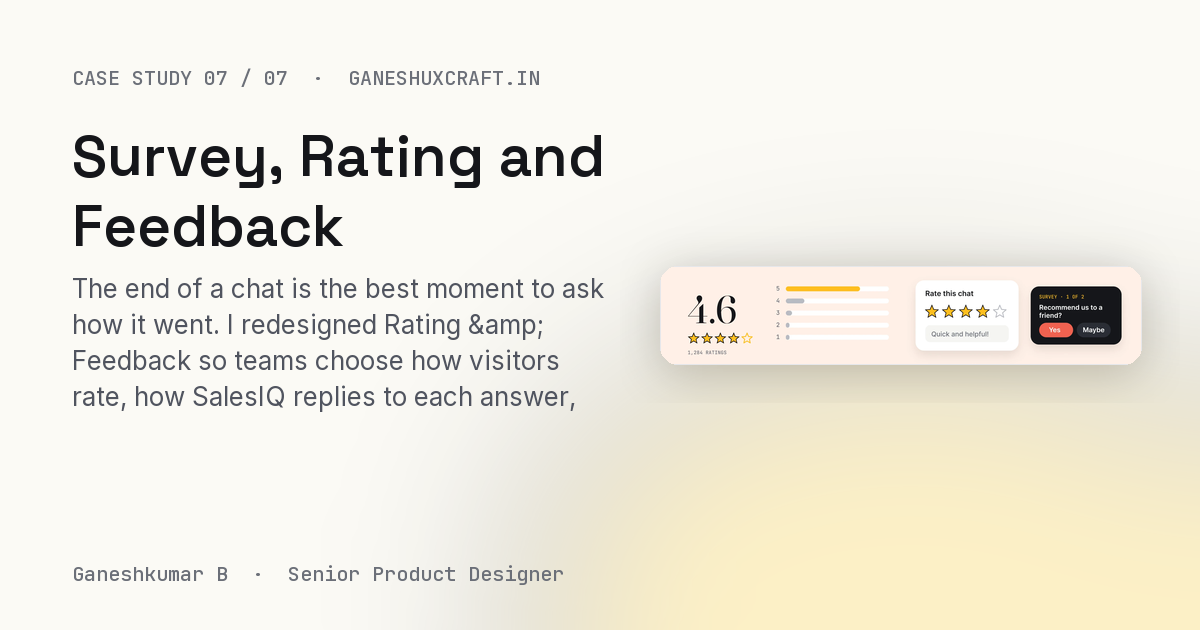 CASE STUDY 07 / 07 · GANESHUXCRAFT.IN
Survey, Rating and
Feedback
The end of a chat is the best moment to ask
how it went. I redesigned Rating &amp;amp;
Feedback so teams choose how visitors
rate, how SalesIQ replies to each answer,
4.6
1,284 RATINGS
5
4
3
2
1
Rate this chat
Quick and helpful!
SURVEY · 1 OF 2
Recommend us to a
friend?
Yes
Maybe
Ganeshkumar B · Senior Product Designer